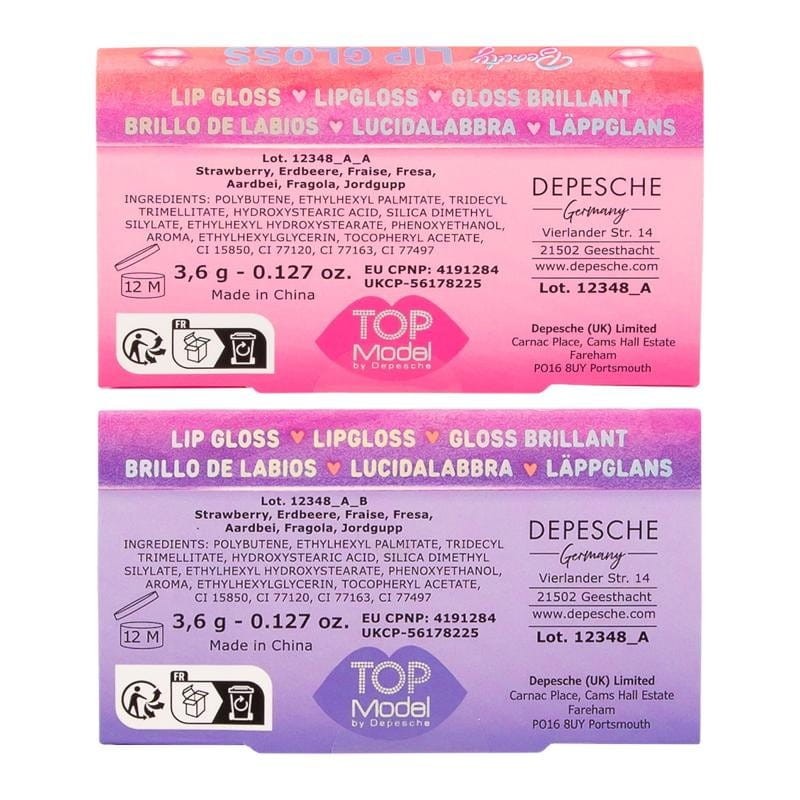 Beauty LIP GLOSS
LIP GLOSS ♥ LIPGLOSS ♥ GLOSS BRILLANT
BRILLO DE LABIOS ♥ LUCIDALABBRA ♥ LÄPPGLANS
Lot. 12348_A_A
Strawberry, Erdbeere, Fraise, Fresa,
Aardbei, Fragola, Jordgupp
INGREDIENTS: POLYBUTENE, ETHYLHEXYL PALMITATE, TRIDECYL
TRIMELLITATE, HYDROXYSTEARIC ACID, SILICA DIMETHYL
SILYLATE, ETHYLHEXYL HYDROXYSTEARATE, PHENOXYETHANOL,
AROMA, ETHYLHEXYLGLYCERIN, TOCOPHERYL ACETATE,
CI 15850, CI 77120, CI 77163, CI 77497
12 M
3,6 g - 0.127 oz.
Made in China
EU CPNP: 4191284
UKCP-56178225
FR
TOP
Model
by Depesche
DEPESCHE
Germany
Vierlander Str. 14
21502 Geesthacht
www.depesche.com
Lot. 12348_A
Depesche (UK) Limited
Carnac Place, Cams Hall Estate
Fareham
PO16 8UY Portsmouth
LIP GLOSS ♥ LIPGLOSS ♥ GLOSS BRILLANT
BRILLO DE LABIOS ♥ LUCIDALABBRA ♥ LÄPPGLANS
Lot. 12348_A_B
Strawberry, Erdbeere, Fraise, Fresa,
Aardbei, Fragola, Jordgupp
INGREDIENTS: POLYBUTENE, ETHYLHEXYL PALMITATE, TRIDECYL
TRIMELLITATE, HYDROXYSTEARIC ACID, SILICA DIMETHYL
SILYLATE, ETHYLHEXYL HYDROXYSTEARATE, PHENOXYETHANOL,
AROMA, ETHYLHEXYLGLYCERIN, TOCOPHERYL ACETATE,
CI 15850, CI 77120, CI 77163, CI 77497
12 M
3,6 g - 0.127 oz.
Made in China
EU CPNP: 4191284
UKCP-56178225
FR
TOP
Model
by Depesche
DEPESCHE
Germany
Vierlander Str. 14
21502 Geesthacht
www.depesche.com
Lot. 12348_A
Depesche (UK) Limited
Carnac Place, Cams Hall Estate
Fareham
PO16 8UY Portsmouth